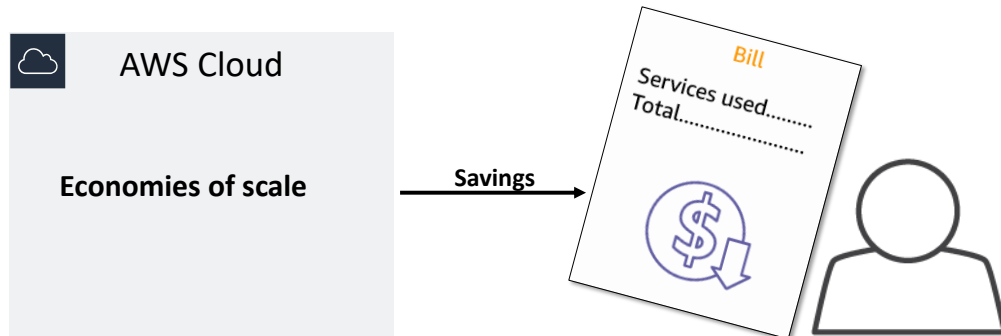 AWS Cloud
Economies of scale
Savings
Bill
Services used.........
Total.......................
$